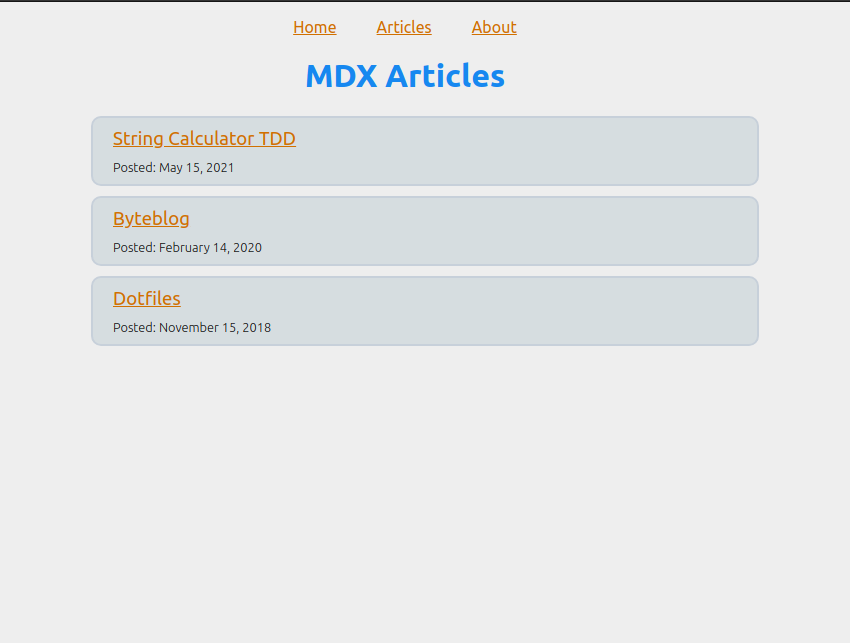 Home Articles About
MDX Articles
String Calculator TDD
Posted: May 15, 2021
Byteblog
Posted: February 14, 2020
Dotfiles
Posted: November 15, 2018